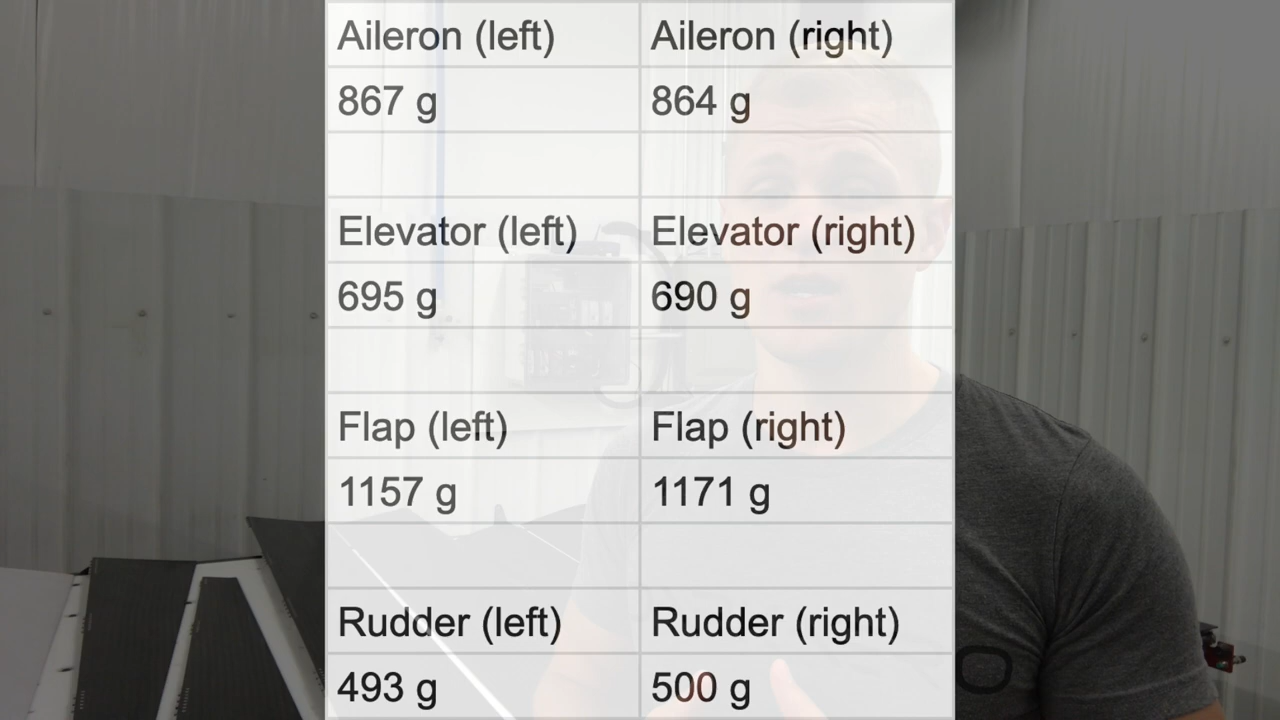 Aileron (left) Aileron (right)
867 g 864 g
Elevator (left) Elevator (right)
695 g 690 g
Flap (left) Flap (right)
1157 g 1171 g
Rudder (left) Rudder (right)
493 g 500 g